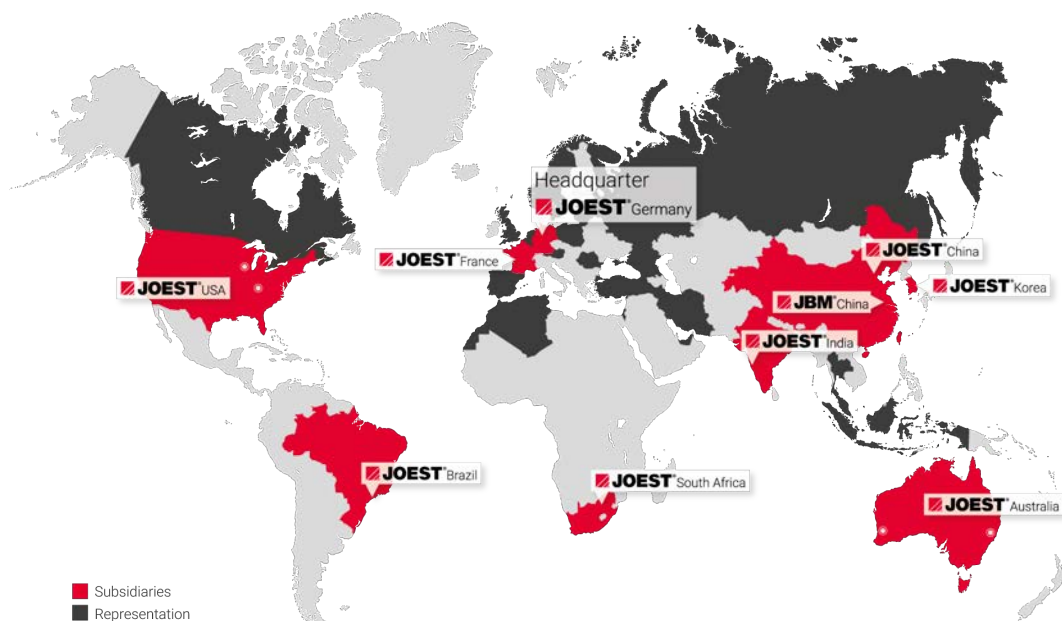 Headquarter
JOEST® Germany
JOEST® France
JOEST® China
JOEST® USA
JOEST® Korea
JBM® China
JOEST® India
JOEST® Brazil
JOEST® South Africa
JOEST® Australia
Subsidiaries
Representation